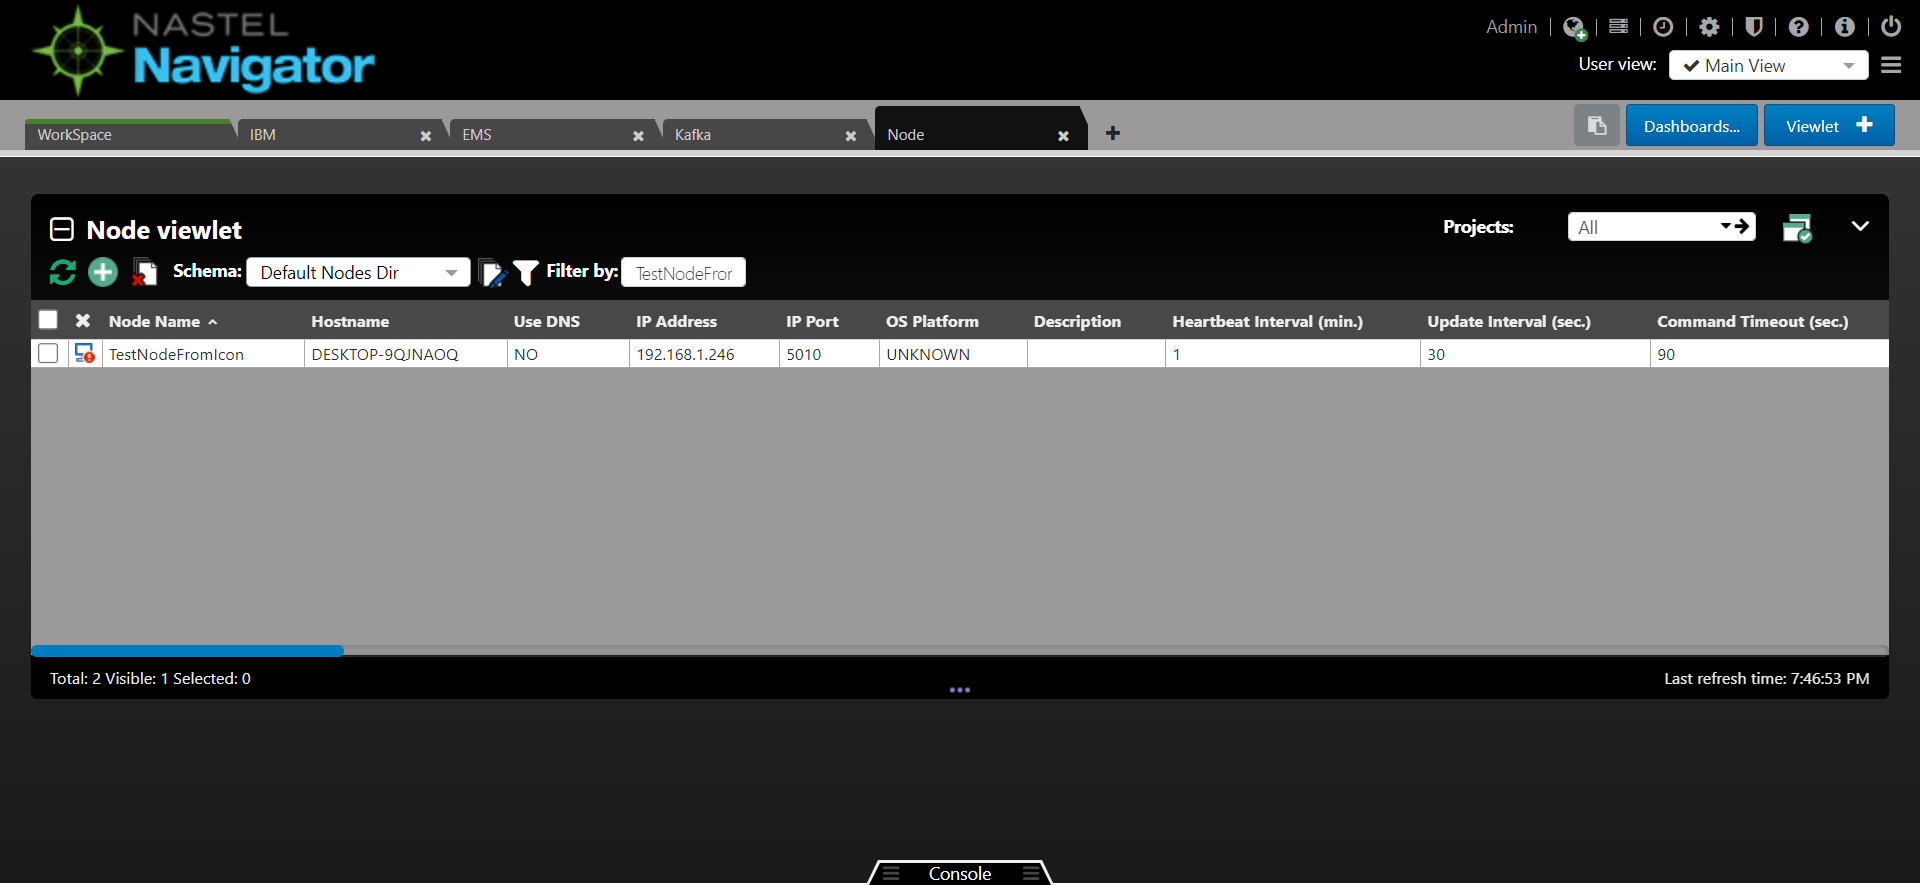 NASTEL
Navigator
Admin
User view: Main View
WorkSpace IBM EMS Kafka Node
Dashboards... Viewlet
Node viewlet
Projects: All
Schema: Default Nodes Dir Filter by: TestNodeFror
Node Name Hostname Use DNS IP Address IP Port OS Platform Description Heartbeat Interval (min.) Update Interval (sec.) Command Timeout (sec.)
TestNodeFromIcon DESKTOP-9QJNAOQ NO 192.168.1.246 5010 UNKNOWN 1 30 90
Total: 2 Visible: 1 Selected: 0
Last refresh time: 7:46:53 PM
Console